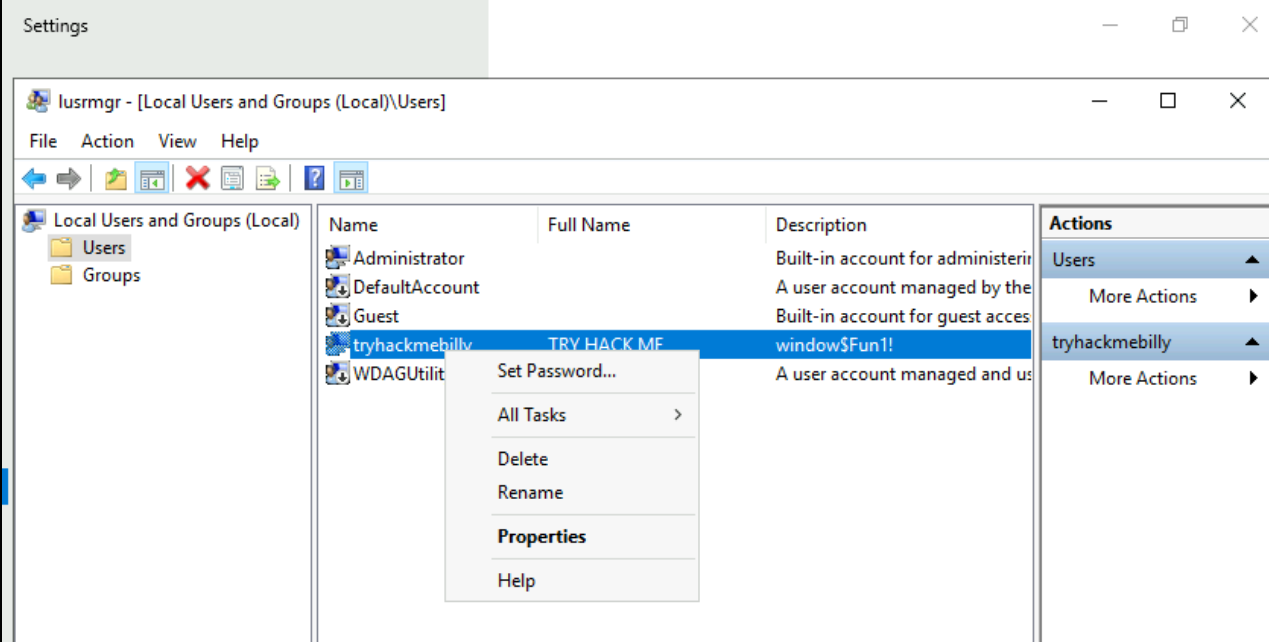 Settings
lusrmgr - [Local Users and Groups (Local)\Users]
File Action View Help
Local Users and Groups (Local)
Users
Groups
Name Full Name Description
Administrator Built-in account for administerin
DefaultAccount A user account managed by the
Guest Built-in account for guest acces
tryhackmebilly TRY HACK ME window$Fun1!
WDAGUtilit A user account managed and us
Set Password...
All Tasks
Delete
Rename
Properties
Help
Actions
Users
More Actions
tryhackmebilly
More Actions